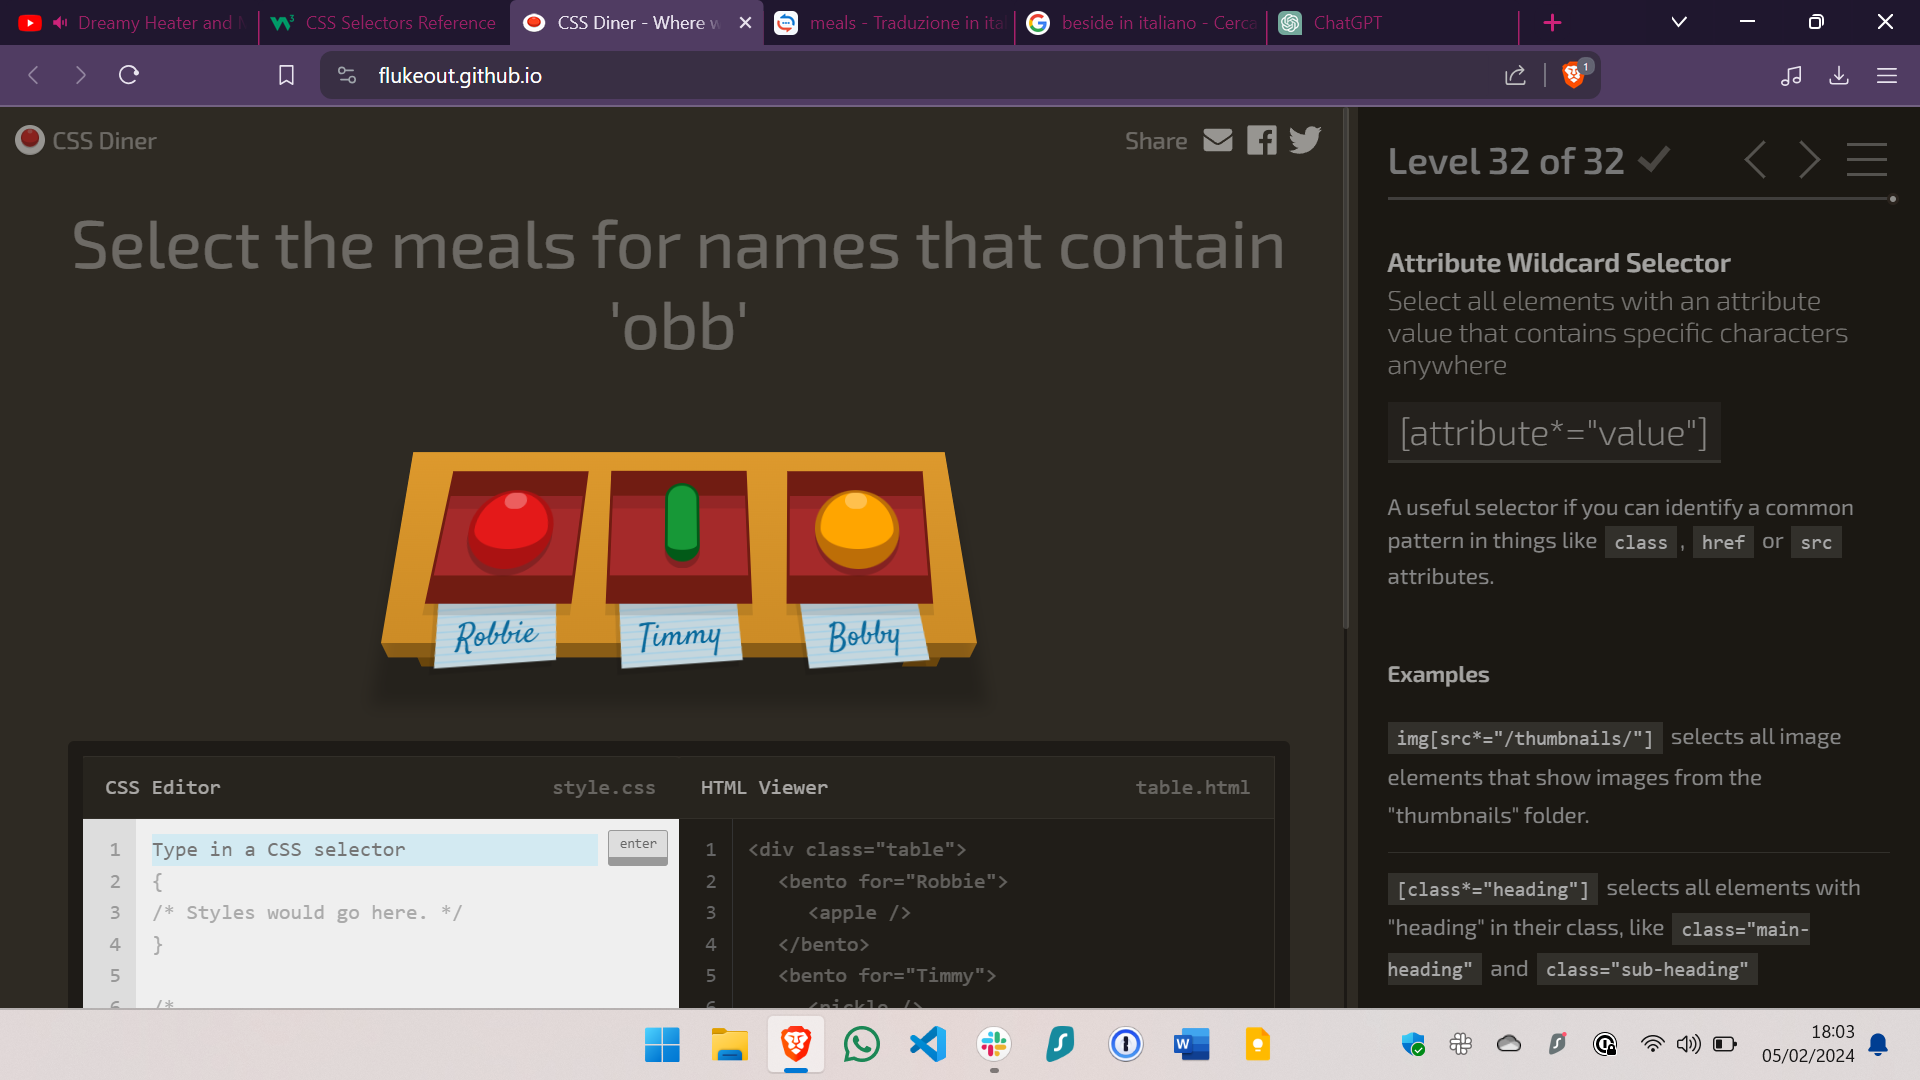 Dreamy Heater and
CSS Selectors Reference
CSS Diner - Where
meals - Traduzione in ita
beside in italiano - Cerca
ChatGPT
flukeout.github.io
1
CSS Diner
Share
Select the meals for names that contain
'obb'
Robbie
Timmy
Bobby
CSS Editor
style.css
HTML Viewer
table.html
1 Type in a CSS selector
enter
2 {
3 /* Styles would go here. */
4 }
5
6 /*
1 <div class="table">
2 <bento for="Robbie">
3 <apple />
4 </bento>
5 <bento for="Timmy">
6 <pickle />
Level 32 of 32
Attribute Wildcard Selector
Select all elements with an attribute
value that contains specific characters
anywhere
[attribute*="value"]
A useful selector if you can identify a common
pattern in things like class , href or src
attributes.
Examples
img[src*="/thumbnails/"] selects all image
elements that show images from the
"thumbnails" folder.
[class*="heading"] selects all elements with
"heading" in their class, like class="main-
heading" and class="sub-heading"
18:03
05/02/2024